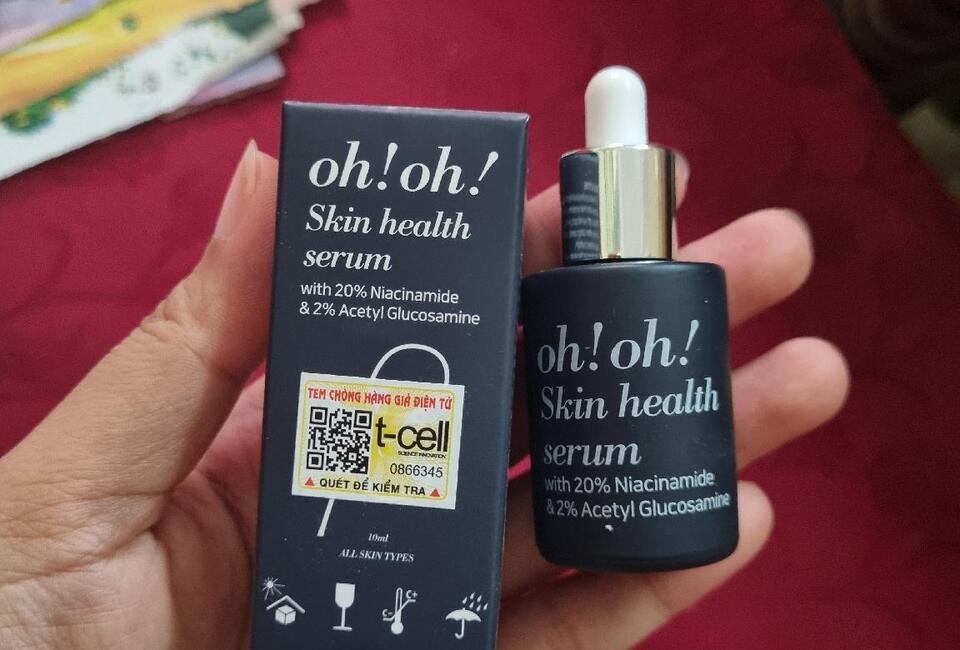 oh! oh!
Skin health
serum
with 20% Niacinamide
& 2% Acetyl Glucosamine
TEM CHỐNG HÀNG GIẢ ĐIỆN TỬ
t-cell
SCIENCE INNOVATION
0866345
QUÉT ĐỂ KIỂM TRA
10ml
ALL SKIN TYPES
C+
C-
oh! oh!
Skin health
serum
with 20% Niacinamide
& 2% Acetyl Glucosamine